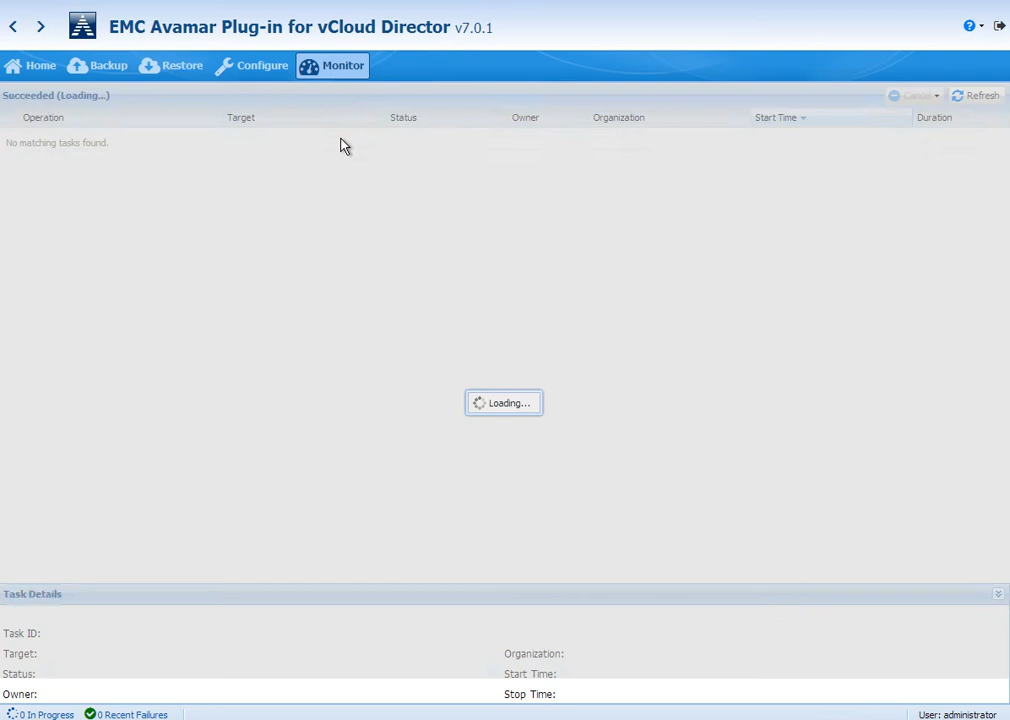 EMC Avamar Plug-in for vCloud Director v7.0.1
Home Backup Restore Configure Monitor
Succeeded (Loading...) Cancel Refresh
Operation Target Status Owner Organization Start Time Duration
No matching tasks found.
Loading...
Task Details
Task ID:
Target: Organization:
Status: Start Time:
Owner: Stop Time:
0 In Progress 0 Recent Failures User: administrator